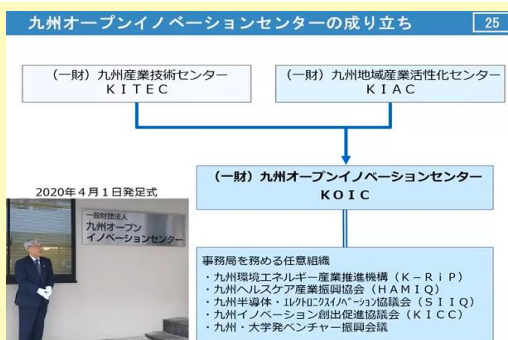 九州オープンイノベーションセンターの成り立ち
25
（一財）九州産業技術センター
ＫＩＴＥＣ
（一財）九州地域産業活性化センター
ＫＩＡＣ
（一財）九州オープンイノベーションセンター
ＫＯＩＣ
2020年４月１日発足式
一般財団法人
九州オープン
イノベーションセンター
事務局を務める任意組織
・九州環境エネルギー産業推進機構（Ｋ－ＲｉＰ）
・九州ヘルスケア産業振興協会（ＨＡＭＩＱ）
・九州半導体・ｴﾚｸﾄﾛﾆｸｽｲﾉﾍﾞｰｼｮﾝ協議会（ＳＩＩＱ）
・九州イノベーション創出促進協議会（ＫＩＣＣ）
・九州・大学発ベンチャー振興会議